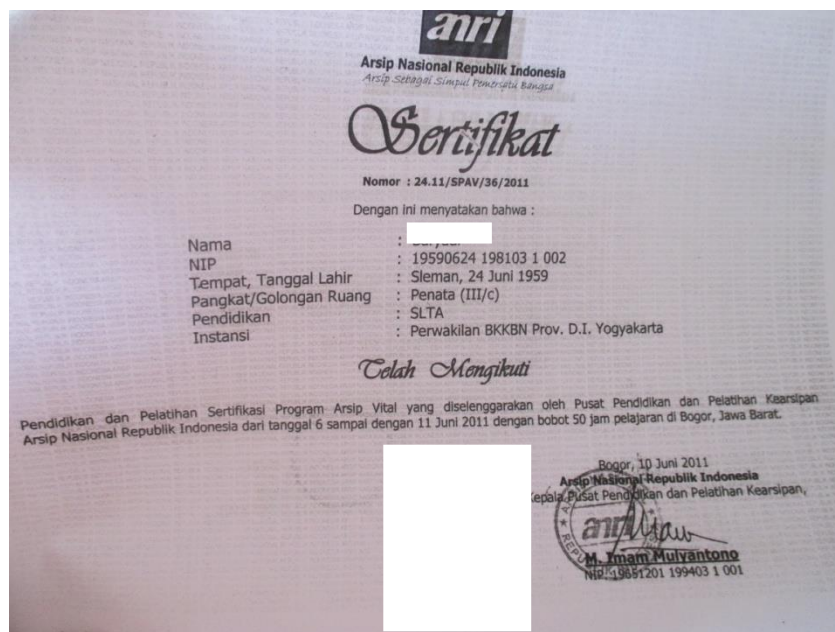 anri
Arsip Nasional Republik Indonesia
Arsip Sebagai Simpul Pemersatu Bangsa
Sertifikat
Nomor : 24.11/SPAV/36/2011
Dengan ini menyatakan bahwa :
Nama :
NIP : 19590624 198103 1 002
Tempat, Tanggal Lahir : Sleman, 24 Juni 1959
Pangkat/Golongan Ruang : Penata (III/c)
Pendidikan : SLTA
Instansi : Perwakilan BKKBN Prov. D.I. Yogyakarta
Telah Mengikuti
Pendidikan dan Pelatihan Sertifikasi Program Arsip Vital yang diselenggarakan oleh Pusat Pendidikan dan Pelatihan Kearsipan
Arsip Nasional Republik Indonesia dari tanggal 6 sampai dengan 11 Juni 2011 dengan bobot 50 jam pelajaran di Bogor, Jawa Barat.
Bogor, 10 Juni 2011
Arsip Nasional Republik Indonesia
Kepala Pusat Pendidikan dan Pelatihan Kearsipan,
anri
M. Imam Mulyantono
NIP. 19651201 199403 1 001